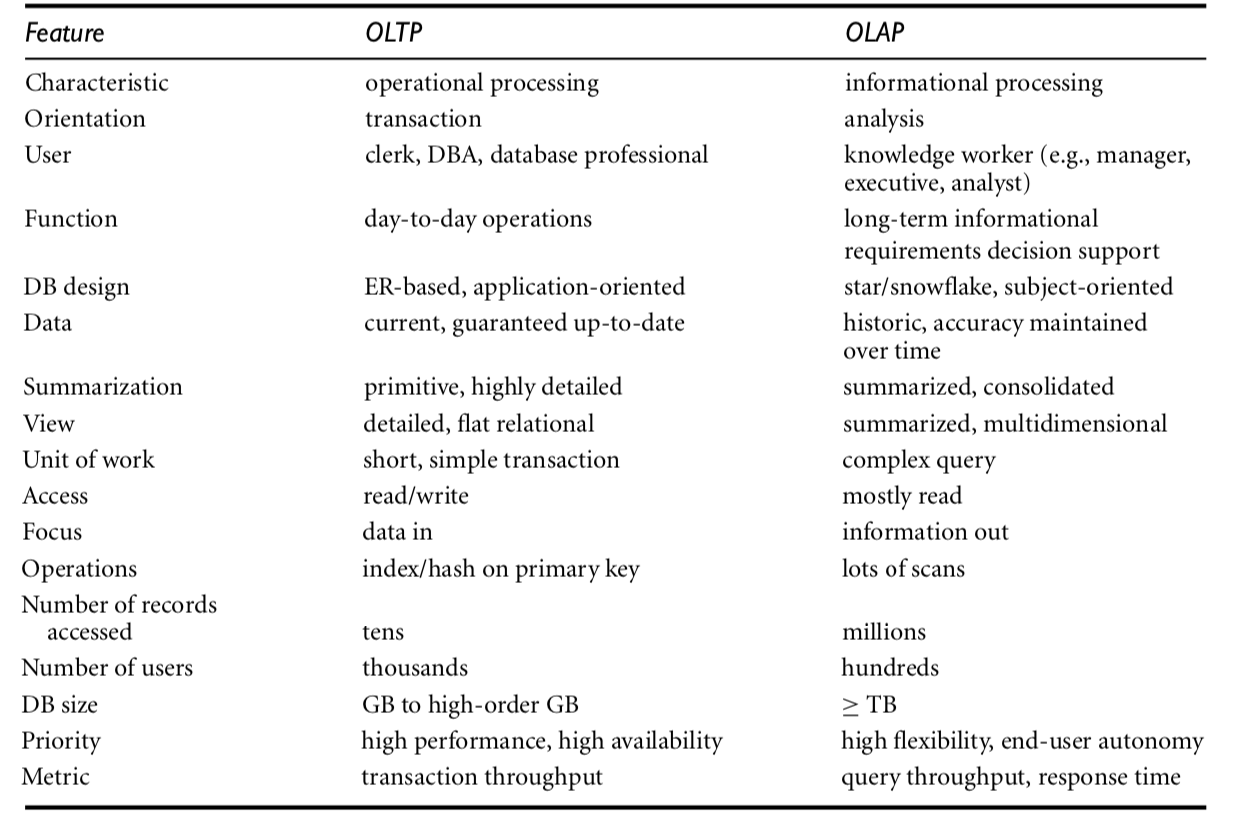 Feature OLTP OLAP
Characteristic operational processing informational processing
Orientation transaction analysis
User clerk, DBA, database professional knowledge worker (e.g., manager,
executive, analyst)
Function day-to-day operations long-term informational
requirements decision support
DB design ER-based, application-oriented star/snowflake, subject-oriented
Data current, guaranteed up-to-date historic, accuracy maintained
over time
Summarization primitive, highly detailed summarized, consolidated
View detailed, flat relational summarized, multidimensional
Unit of work short, simple transaction complex query
Access read/write mostly read
Focus data in information out
Operations index/hash on primary key lots of scans
Number of records
accessed tens millions
Number of users thousands hundreds
DB size GB to high-order GB ≥ TB
Priority high performance, high availability high flexibility, end-user autonomy
Metric transaction throughput query throughput, response time